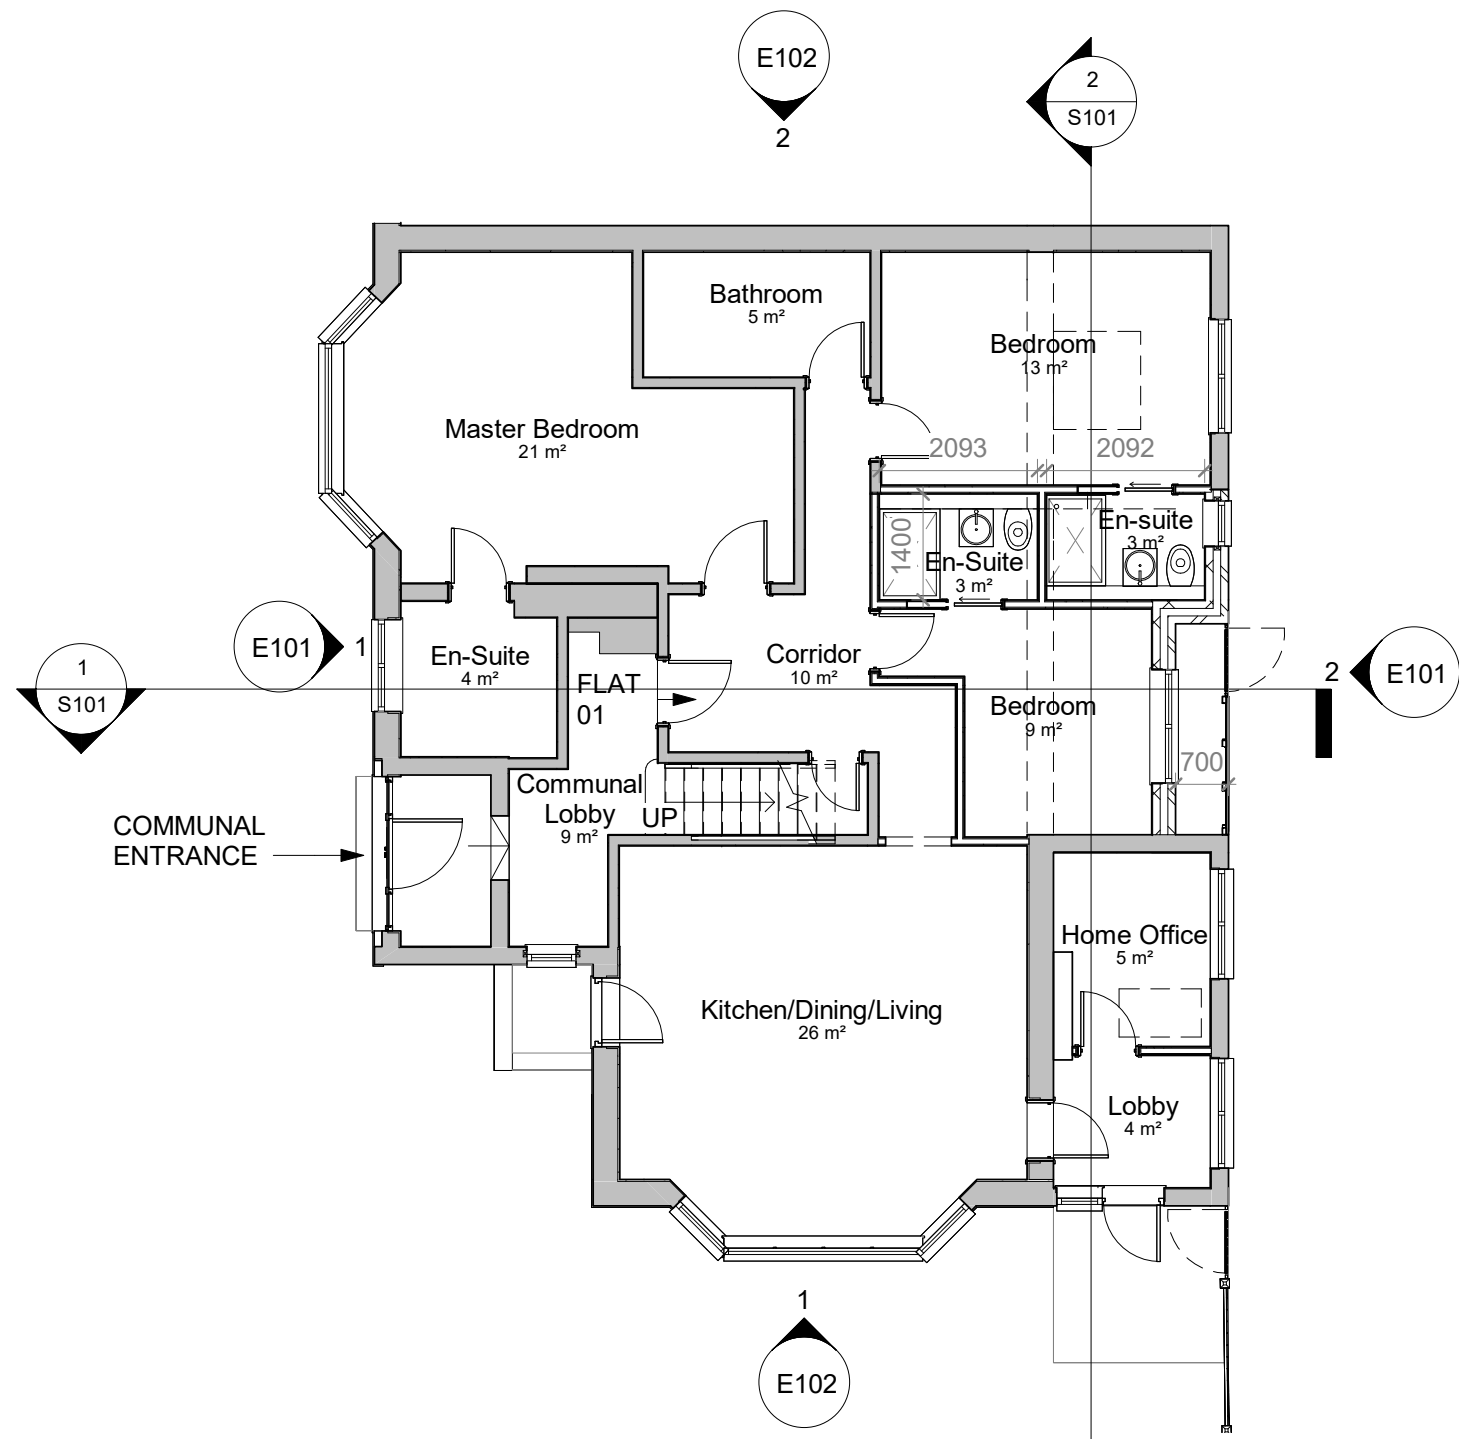 E102
2
2
S101
Bathroom
5 m²
Bedroom
13 m²
Master Bedroom
21 m²
2093
2092
1400
En-suite
3 m²
En-Suite
3 m²
E101
1
En-Suite
4 m²
Corridor
10 m²
1
S101
FLAT
01
2
E101
Bedroom
9 m²
700
Communal
Lobby
9 m²
UP
COMMUNAL
ENTRANCE
Home Office
5 m²
Kitchen/Dining/Living
26 m²
Lobby
4 m²
1
E102